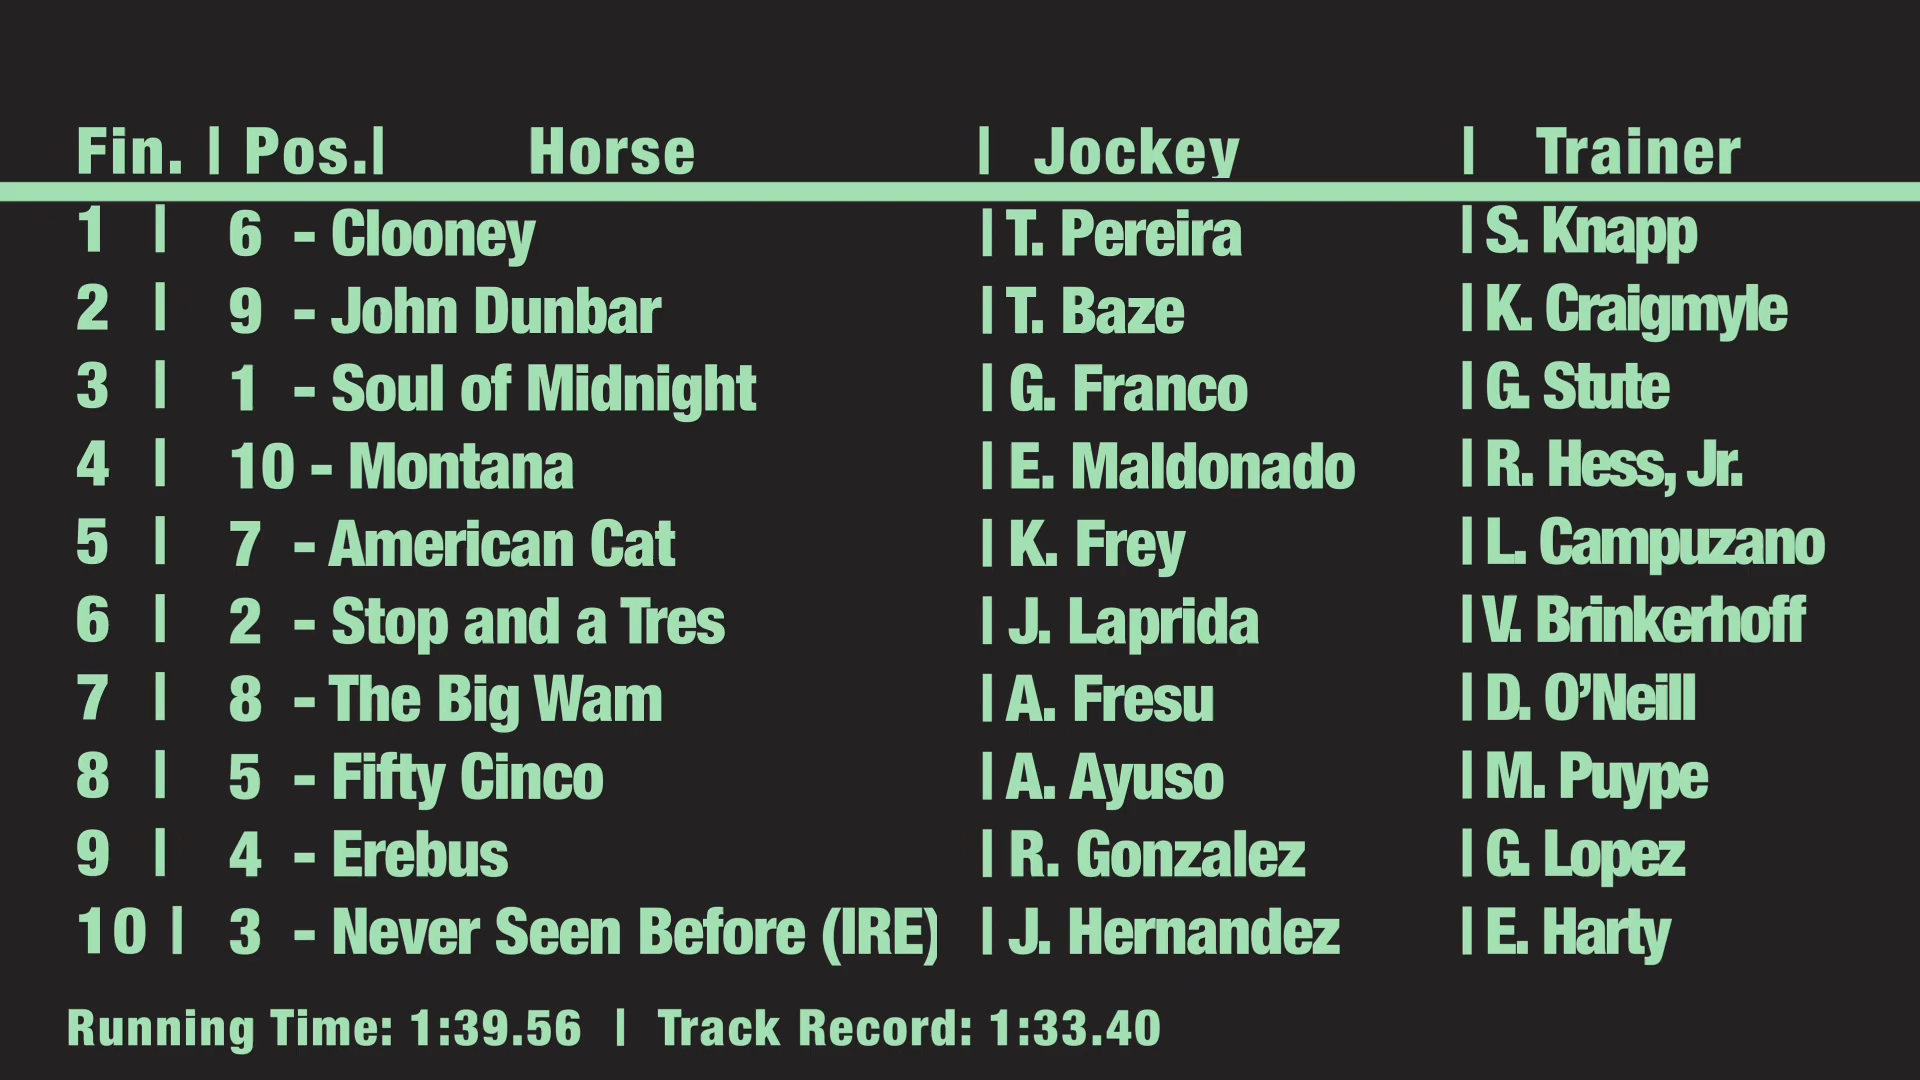 Fin. | Pos.| Horse | Jockey | Trainer
1 | 6 - Clooney | T. Pereira | S. Knapp
2 | 9 - John Dunbar | T. Baze | K. Craigmyle
3 | 1 - Soul of Midnight | G. Franco | G. Stute
4 | 10 - Montana | E. Maldonado | R. Hess, Jr.
5 | 7 - American Cat | K. Frey | L. Campuzano
6 | 2 - Stop and a Tres | J. Laprida | V. Brinkerhoff
7 | 8 - The Big Wam | A. Fresu | D. O’Neill
8 | 5 - Fifty Cinco | A. Ayuso | M. Puype
9 | 4 - Erebus | R. Gonzalez | G. Lopez
10 | 3 - Never Seen Before (IRE) | J. Hernandez | E. Harty
Running Time: 1:39.56 | Track Record: 1:33.40